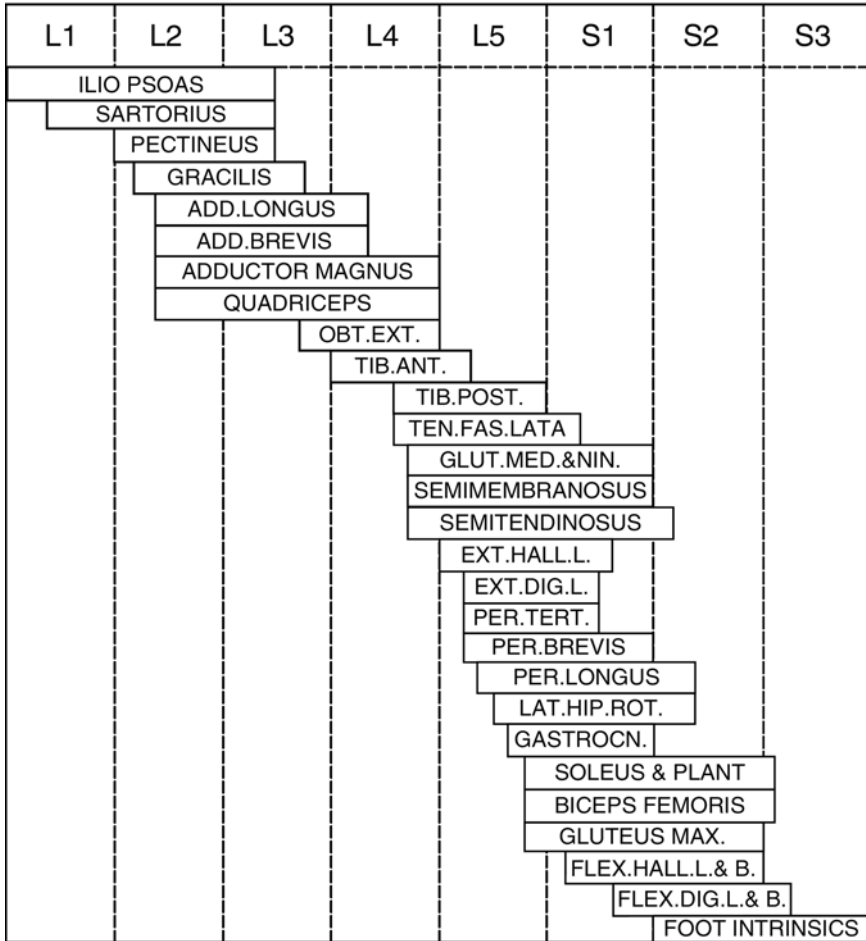 L1 L2 L3 L4 L5 S1 S2 S3
ILIO PSOAS
SARTORIUS
PECTINEUS
GRACILIS
ADD.LONGUS
ADD.BREVIS
ADDUCTOR MAGNUS
QUADRICEPS
OBT.EXT.
TIB.ANT.
TIB.POST.
TEN.FAS.LATA
GLUT.MED.&NIN.
SEMIMEMBRANOSUS
SEMITENDINOSUS
EXT.HALL.L.
EXT.DIG.L.
PER.TERT.
PER.BREVIS
PER.LONGUS
LAT.HIP.ROT.
GASTROCN.
SOLEUS & PLANT
BICEPS FEMORIS
GLUTEUS MAX.
FLEX.HALL.L.& B.
FLEX.DIG.L.& B.
FOOT INTRINSICS